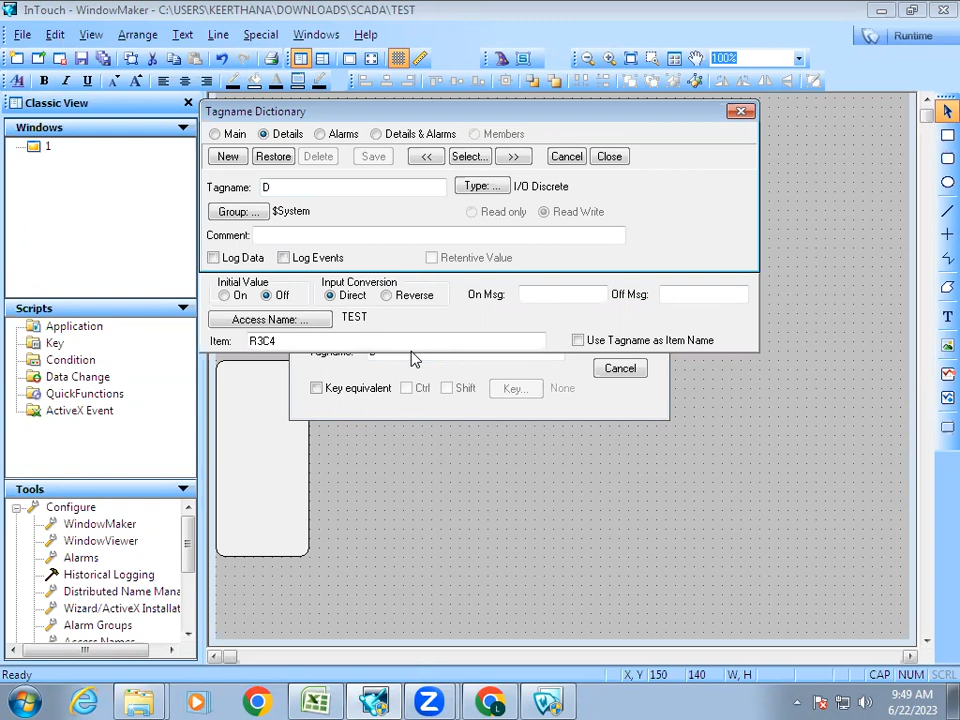 InTouch - WindowMaker - C:\USERS\KEERTHANA\DOWNLOADS\SCADA\TEST
File Edit View Arrange Text Line Special Windows Help Runtime
100%
A B I U A A
Classic View
Windows
1
Scripts
Application
Key
Condition
Data Change
QuickFunctions
ActiveX Event
Tools
Configure
WindowMaker
WindowViewer
Alarms
Historical Logging
Distributed Name Mana
Wizard/ActiveX Installat
Alarm Groups
Access Names
Tagname Dictionary
Main Details Alarms Details & Alarms Members
New Restore Delete Save << Select... >> Cancel Close
Tagname: D Type: ... I/O Discrete
Group: ... $System Read only Read Write
Comment:
Log Data Log Events Retentive Value
Initial Value Input Conversion
On Off Direct Reverse On Msg: Off Msg:
Access Name: ... TEST
Item: R3C4 Use Tagname as Item Name
Tagname: Cancel
Key equivalent Ctrl Shift Key... None
Ready X, Y 150 140 W, H CAP NUM SCRL
9:49 AM
6/22/2023